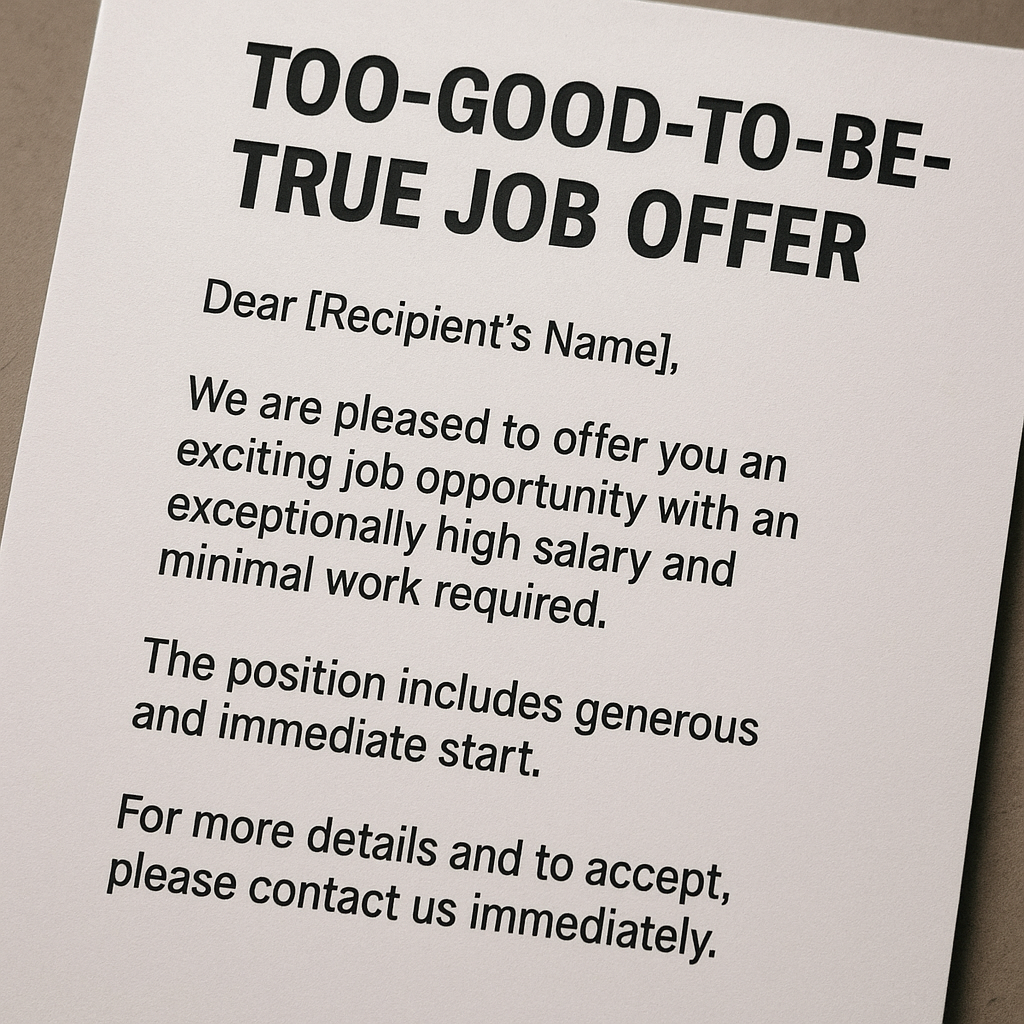 TOO-GOOD-TO-BE-
TRUE JOB OFFER
Dear [Recipient’s Name],
We are pleased to offer you an
exciting job opportunity with an
exceptionally high salary and
minimal work required.
The position includes generous
and immediate start.
For more details and to accept,
please contact us immediately.